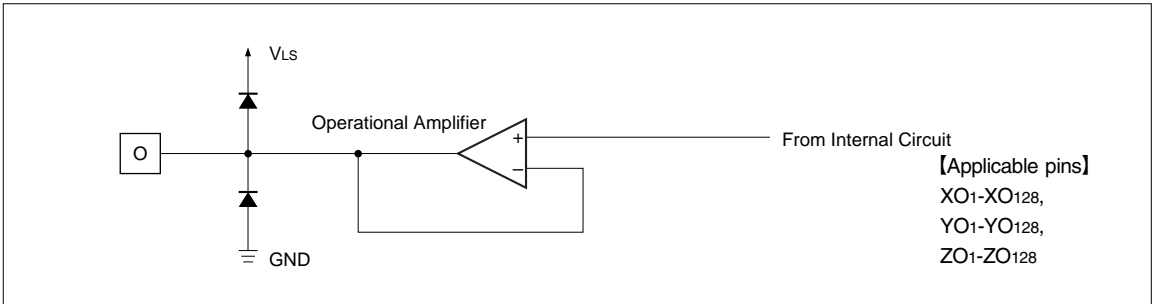 VLS
Operational Amplifier
O
+
−
From Internal Circuit
【Applicable pins】
XO1-XO128,
YO1-YO128,
ZO1-ZO128
GND